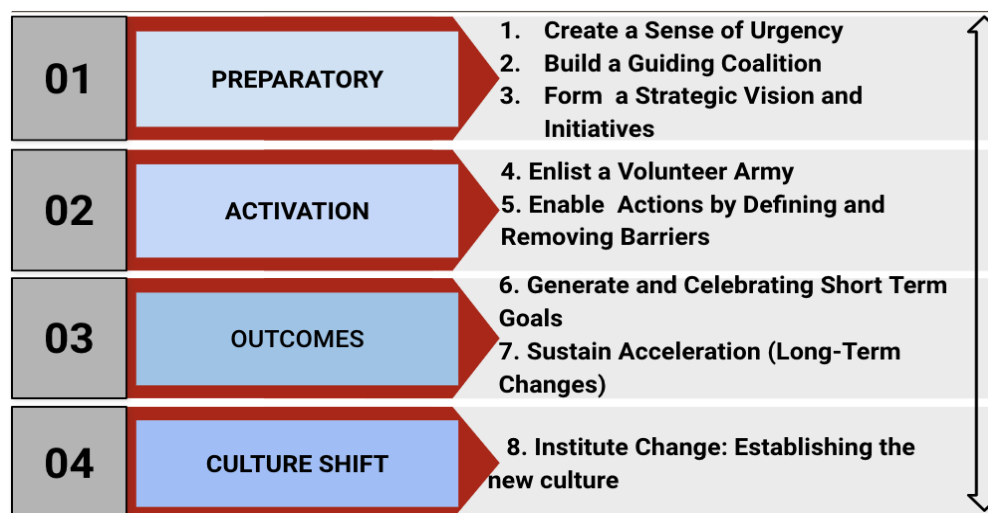 01
PREPARATORY
1. Create a Sense of Urgency
2. Build a Guiding Coalition
3. Form a Strategic Vision and
Initiatives
02
ACTIVATION
4. Enlist a Volunteer Army
5. Enable Actions by Defining and
Removing Barriers
03
OUTCOMES
6. Generate and Celebrating Short Term
Goals
7. Sustain Acceleration (Long-Term
Changes)
04
CULTURE SHIFT
8. Institute Change: Establishing the
new culture